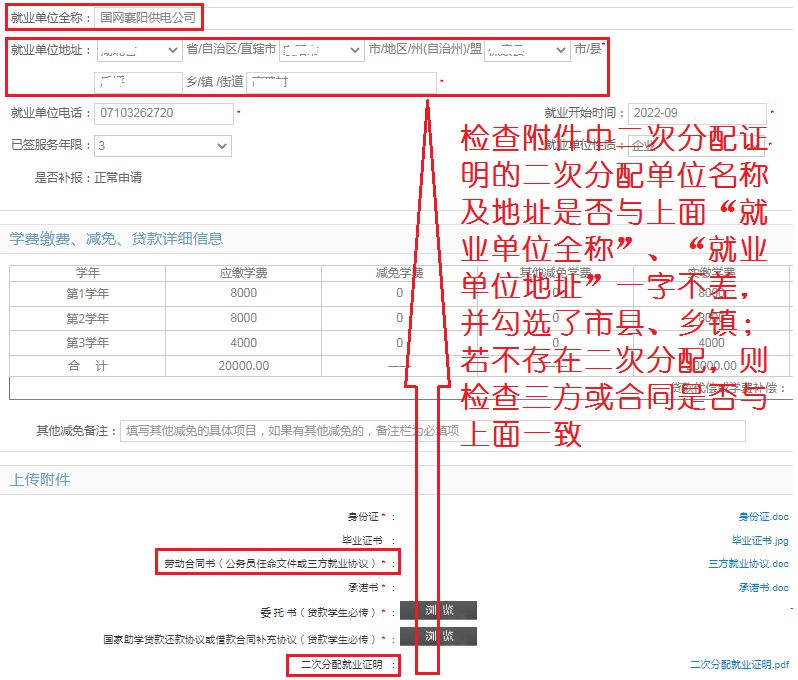 就业单位全称： 国网襄阳供电公司
就业单位地址： 省/自治区/直辖市 市/地区/州(自治州)/盟 市/县*
乡/镇 /街道 *
就业单位电话： 07103262720 * 就业开始时间： 2022-09 *
已签服务年限： 3 就业单位性质： 企业 *
是否补报：正常申请
检查附件中二次分配证
明的二次分配单位名称
及地址是否与上面“就
业单位全称”、“就业
单位地址”一字不差，
并勾选了市县、乡镇；
若不存在二次分配，则
检查三方或合同是否与
上面一致
学费缴费、减免、贷款详细信息
学年 应缴学费 减免学费 其他减免学费 实缴学费
第1学年 8000 0 0 8000
第2学年 8000 0 0 8000
第3学年 4000 0 0 4000
合 计 20000.00 —— —— 20000.00
贷款代偿或学费补偿：
其他减免备注： 填写其他减免的具体项目，如果有其他减免的，备注栏为必填项
上传附件
身份证 * ： 身份证.doc
毕业证书 ： 毕业证书.jpg
劳动合同书（公务员任命文件或三方就业协议） * ： 三方就业协议.doc
承诺书 * ： 承诺书.doc
委 托 书（贷款学生必传） * ： 浏 览
国家助学贷款还款协议或借款合同补充协议（贷款学生必传） * ： 浏 览
二次分配就业证明 ： 二次分配就业证明.pdf